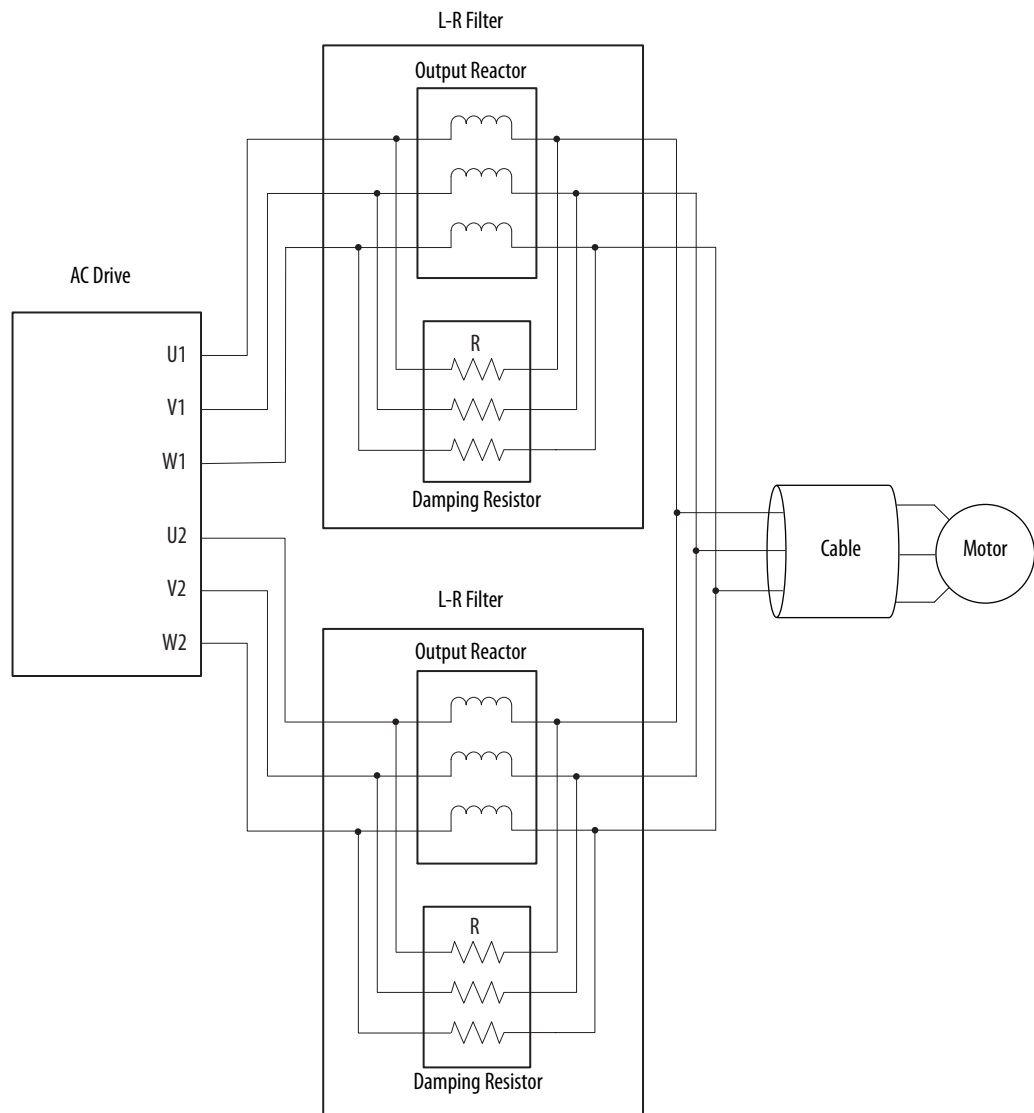 L-R Filter
Output Reactor
AC Drive
U1
R
V1
W1
Damping Resistor
U2
Cable
Motor
V2
L-R Filter
W2
Output Reactor
R
Damping Resistor